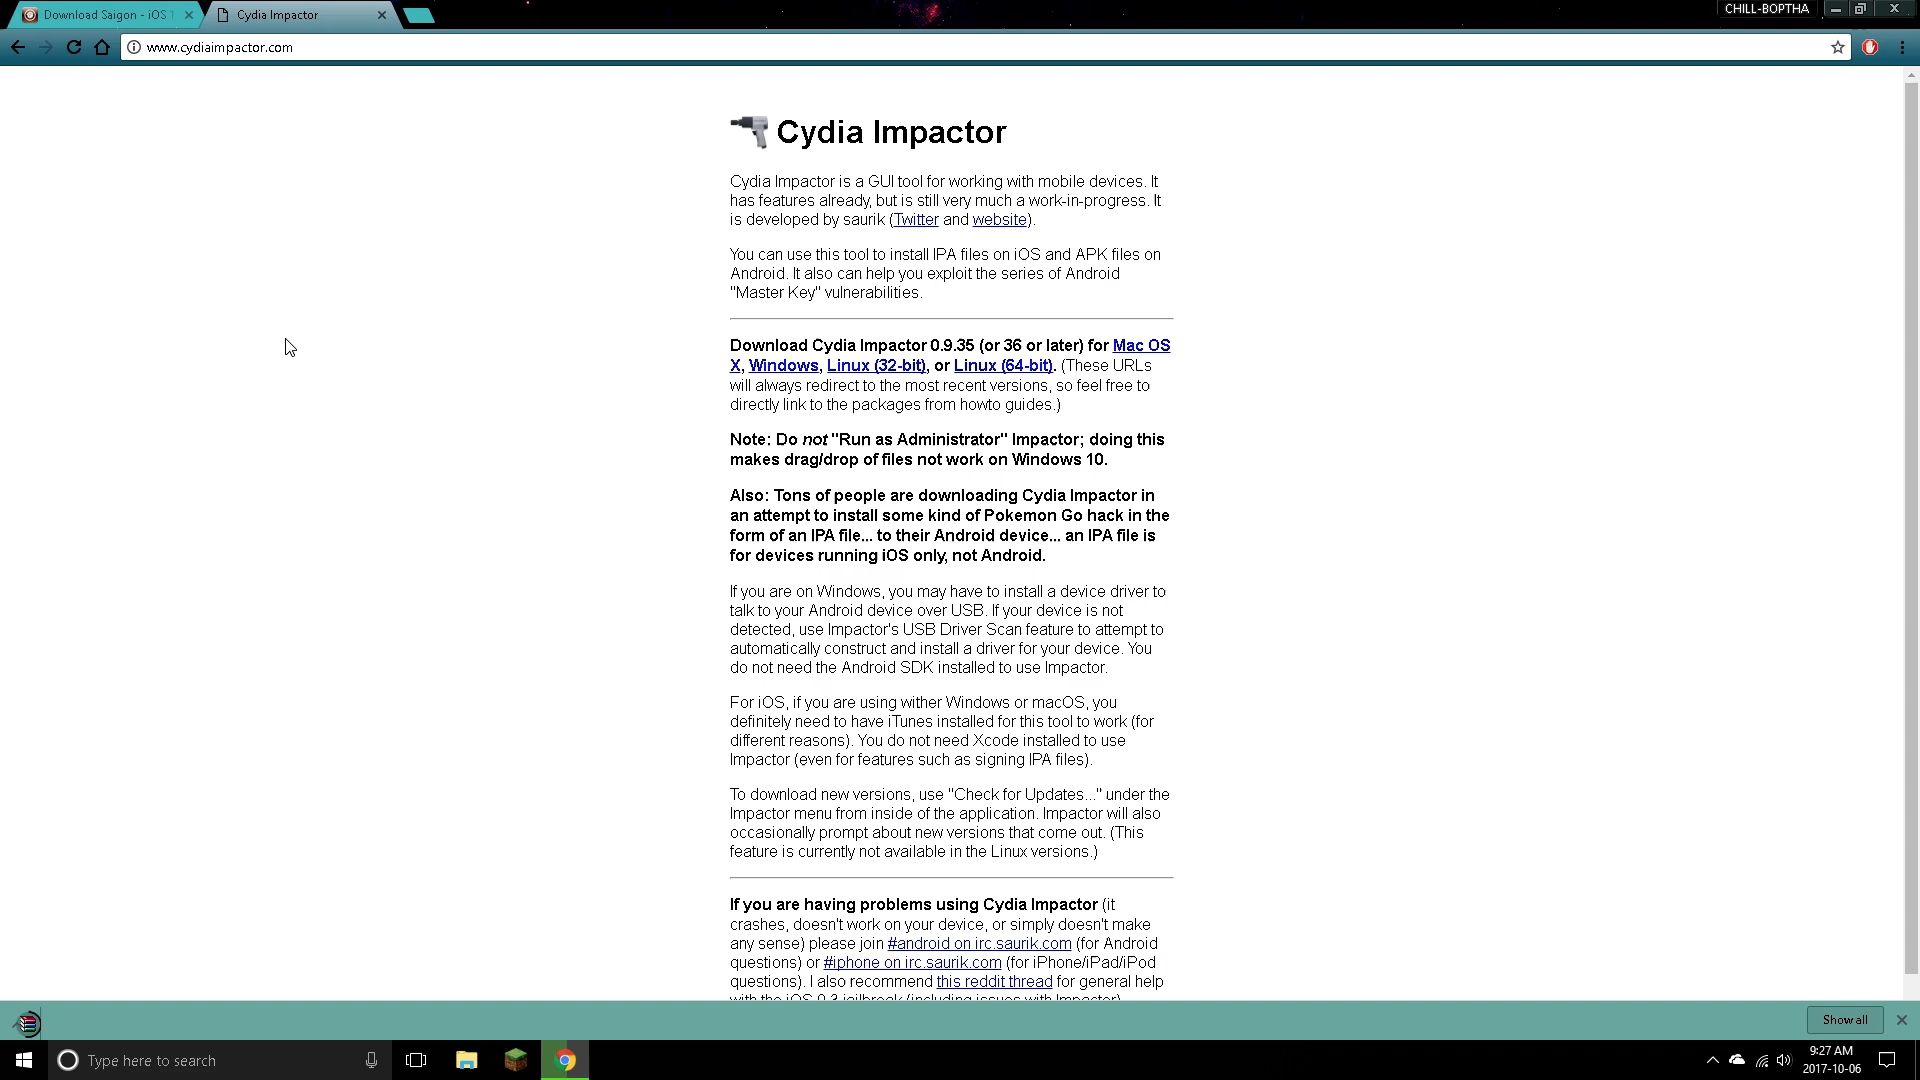 Download Saigon - iOS 1
Cydia Impactor
CHILL-BOPTHA
www.cydiaimpactor.com
Cydia Impactor
Cydia Impactor is a GUI tool for working with mobile devices. It
has features already, but is still very much a work-in-progress. It
is developed by saurik (Twitter and website).
You can use this tool to install IPA files on iOS and APK files on
Android. It also can help you exploit the series of Android
"Master Key" vulnerabilities.
Download Cydia Impactor 0.9.35 (or 36 or later) for Mac OS
X, Windows, Linux (32-bit), or Linux (64-bit). (These URLs
will always redirect to the most recent versions, so feel free to
directly link to the packages from howto guides.)
Note: Do not "Run as Administrator" Impactor; doing this
makes drag/drop of files not work on Windows 10.
Also: Tons of people are downloading Cydia Impactor in
an attempt to install some kind of Pokemon Go hack in the
form of an IPA file... to their Android device... an IPA file is
for devices running iOS only, not Android.
If you are on Windows, you may have to install a device driver to
talk to your Android device over USB. If your device is not
detected, use Impactor's USB Driver Scan feature to attempt to
automatically construct and install a driver for your device. You
do not need the Android SDK installed to use Impactor.
For iOS, if you are using wither Windows or macOS, you
definitely need to have iTunes installed for this tool to work (for
different reasons). You do not need Xcode installed to use
Impactor (even for features such as signing IPA files).
To download new versions, use "Check for Updates..." under the
Impactor menu from inside of the application. Impactor will also
occasionally prompt about new versions that come out. (This
feature is currently not available in the Linux versions.)
If you are having problems using Cydia Impactor (it
crashes, doesn't work on your device, or simply doesn't make
any sense) please join #android on irc.saurik.com (for Android
questions) or #iphone on irc.saurik.com (for iPhone/iPad/iPod
questions). I also recommend this reddit thread for general help
with the iOS 9.3 jailbreak (including issues with Impactor)
Show all
Type here to search
9:27 AM
2017-10-06